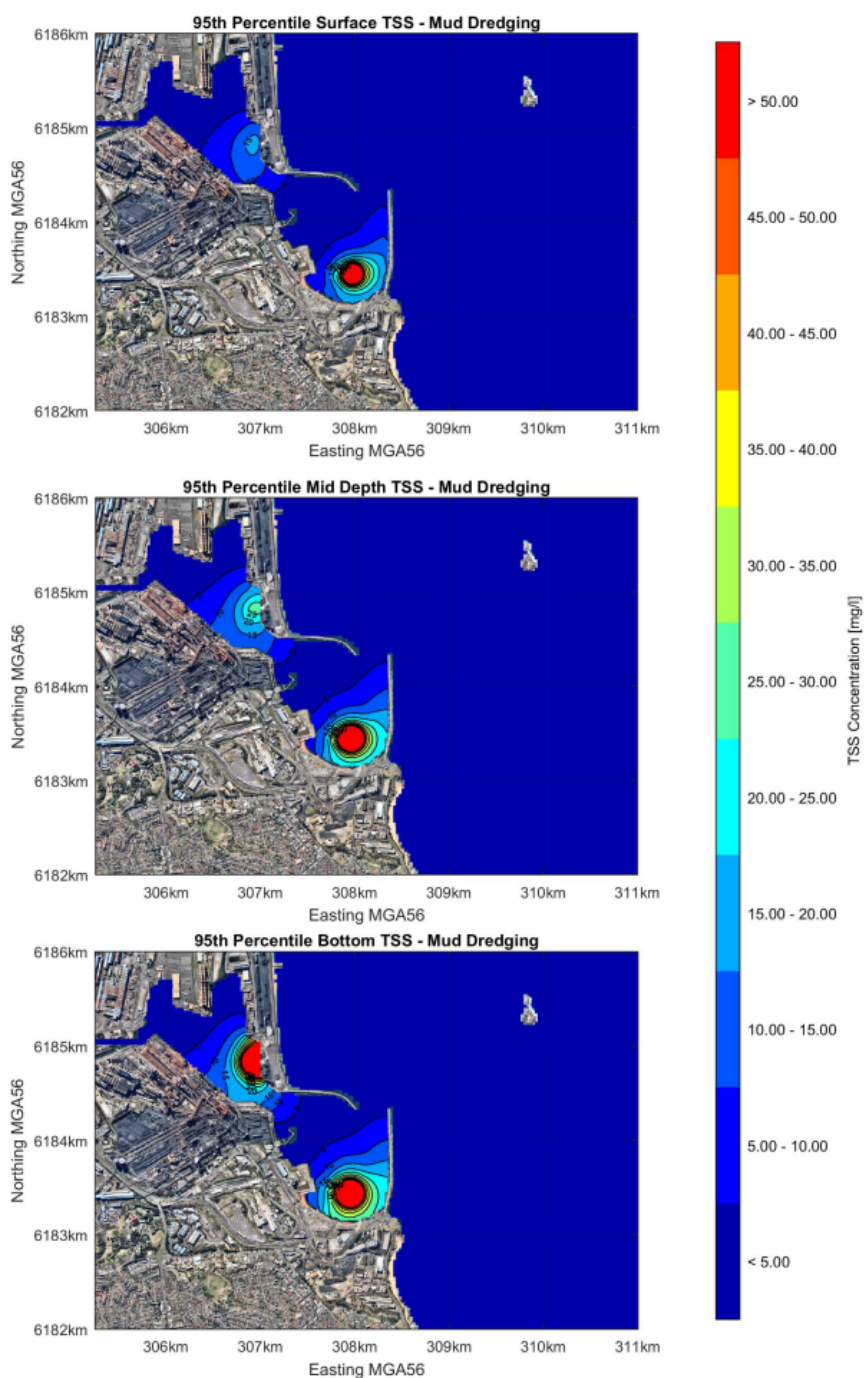 95th Percentile Surface TSS - Mud Dredging
6186km
6185km
6184km
6183km
6182km
Northing MGA56
306km 307km 308km 309km 310km 311km
Easting MGA56
95th Percentile Mid Depth TSS - Mud Dredging
6186km
6185km
6184km
6183km
6182km
Northing MGA56
306km 307km 308km 309km 310km 311km
Easting MGA56
95th Percentile Bottom TSS - Mud Dredging
6186km
6185km
6184km
6183km
6182km
Northing MGA56
306km 307km 308km 309km 310km 311km
Easting MGA56
> 50.00
45.00 - 50.00
40.00 - 45.00
35.00 - 40.00
30.00 - 35.00
25.00 - 30.00
20.00 - 25.00
15.00 - 20.00
10.00 - 15.00
5.00 - 10.00
< 5.00
TSS Concentration [mg/l]